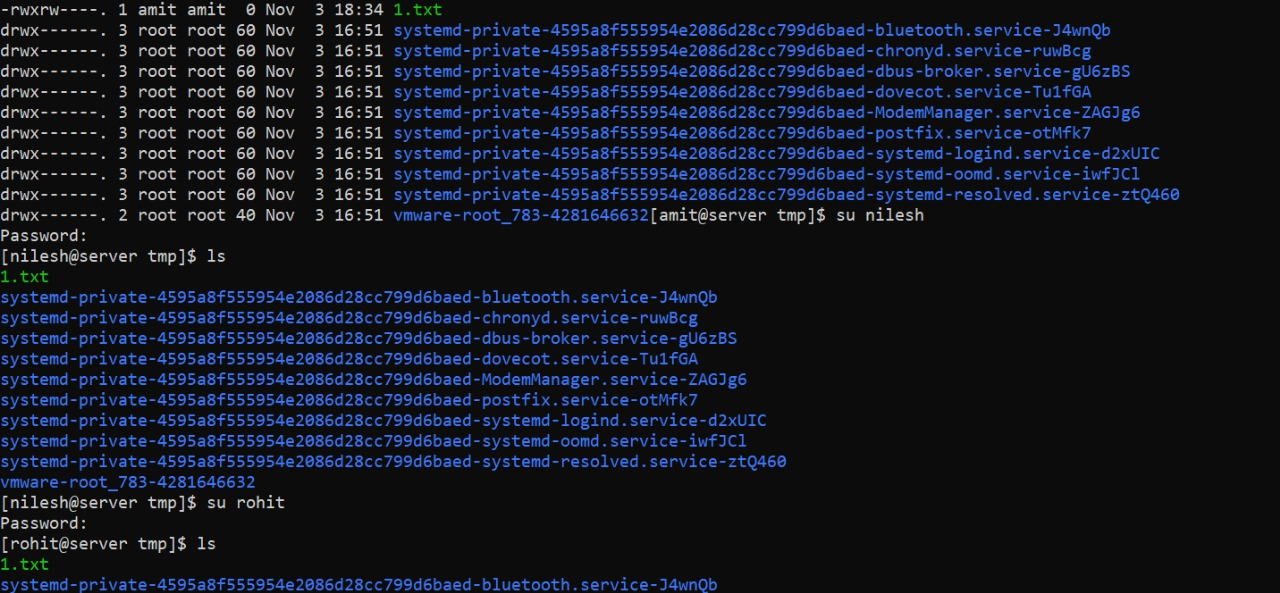 -rwxrw----. 1 amit amit  0 Nov  3 18:34 1.txt
drwx------. 3 root root 60 Nov  3 16:51 systemd-private-4595a8f555954e2086d28cc799d6baed-bluetooth.service-J4wnQb
drwx------. 3 root root 60 Nov  3 16:51 systemd-private-4595a8f555954e2086d28cc799d6baed-chronyd.service-ruwBcg
drwx------. 3 root root 60 Nov  3 16:51 systemd-private-4595a8f555954e2086d28cc799d6baed-dbus-broker.service-gU6zBS
drwx------. 3 root root 60 Nov  3 16:51 systemd-private-4595a8f555954e2086d28cc799d6baed-dovecot.service-Tu1fGA
drwx------. 3 root root 60 Nov  3 16:51 systemd-private-4595a8f555954e2086d28cc799d6baed-ModemManager.service-ZAGJg6
drwx------. 3 root root 60 Nov  3 16:51 systemd-private-4595a8f555954e2086d28cc799d6baed-postfix.service-otMfk7
drwx------. 3 root root 60 Nov  3 16:51 systemd-private-4595a8f555954e2086d28cc799d6baed-systemd-logind.service-d2xUIC
drwx------. 3 root root 60 Nov  3 16:51 systemd-private-4595a8f555954e2086d28cc799d6baed-systemd-oomd.service-iwfJCl
drwx------. 3 root root 60 Nov  3 16:51 systemd-private-4595a8f555954e2086d28cc799d6baed-systemd-resolved.service-ztQ460
drwx------. 2 root root 40 Nov  3 16:51 vmware-root_783-4281646632[amit@server tmp]$ su nilesh
Password:
[nilesh@server tmp]$ ls
1.txt
systemd-private-4595a8f555954e2086d28cc799d6baed-bluetooth.service-J4wnQb
systemd-private-4595a8f555954e2086d28cc799d6baed-chronyd.service-ruwBcg
systemd-private-4595a8f555954e2086d28cc799d6baed-dbus-broker.service-gU6zBS
systemd-private-4595a8f555954e2086d28cc799d6baed-dovecot.service-Tu1fGA
systemd-private-4595a8f555954e2086d28cc799d6baed-ModemManager.service-ZAGJg6
systemd-private-4595a8f555954e2086d28cc799d6baed-postfix.service-otMfk7
systemd-private-4595a8f555954e2086d28cc799d6baed-systemd-logind.service-d2xUIC
systemd-private-4595a8f555954e2086d28cc799d6baed-systemd-oomd.service-iwfJCl
systemd-private-4595a8f555954e2086d28cc799d6baed-systemd-resolved.service-ztQ460
vmware-root_783-4281646632
[nilesh@server tmp]$ su rohit
Password:
[rohit@server tmp]$ ls
1.txt
systemd-private-4595a8f555954e2086d28cc799d6baed-bluetooth.service-J4wnQb